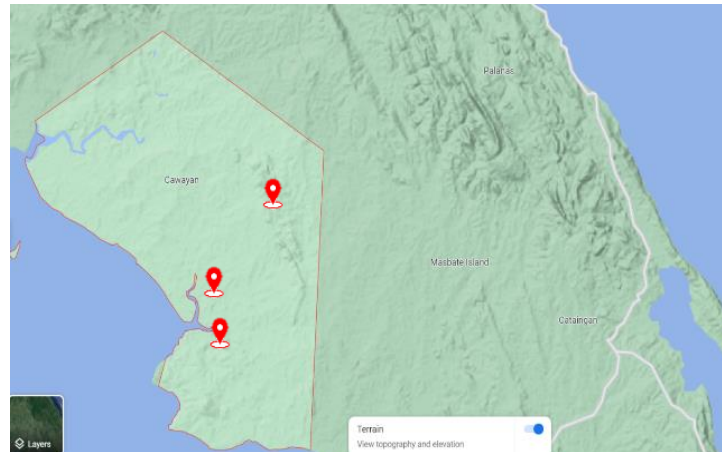 Palanas
Cawayan
Masbate Island
Cataingan
Terrain
View topography and elevation
Layers